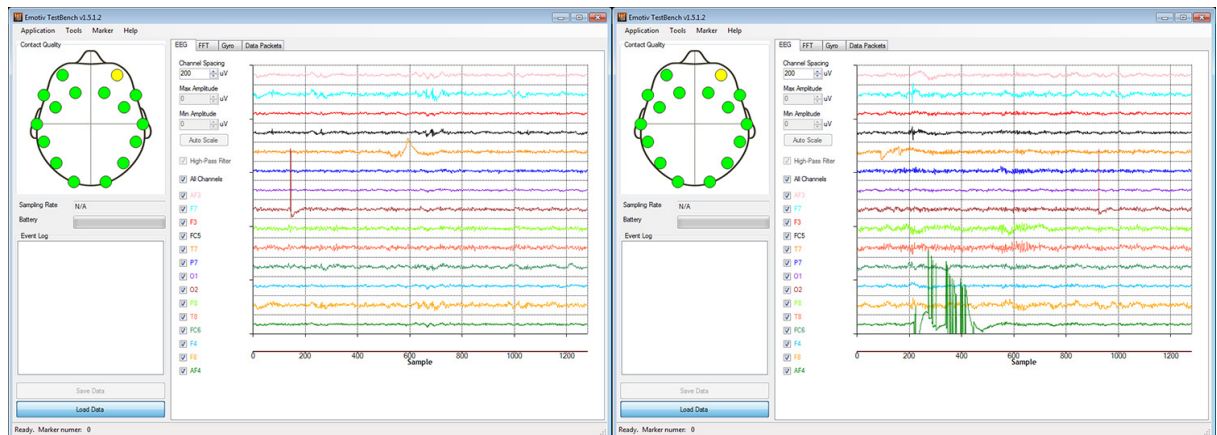 Emotiv TestBench v1.5.1.2
Application Tools Marker Help
Contact Quality
EEG FFT Gyro Data Packets
Channel Spacing
200 uV
Max Amplitude
0 uV
Min Amplitude
0 uV
Auto Scale
High-Pass Filter
All Channels
Sampling Rate N/A
Battery
Event Log
AF3
F7
F3
FC5
T7
P7
O1
O2
P8
T8
FC6
F4
F8
AF4
0 200 400 600 800 1000 1200
Sample
Save Data
Load Data
Ready. Marker numer: 0
Emotiv TestBench v1.5.1.2
Application Tools Marker Help
Contact Quality
EEG FFT Gyro Data Packets
Channel Spacing
200 uV
Max Amplitude
0 uV
Min Amplitude
0 uV
Auto Scale
High-Pass Filter
All Channels
Sampling Rate N/A
Battery
Event Log
AF3
F7
F3
FC5
T7
P7
O1
O2
P8
T8
FC6
F4
F8
AF4
0 200 400 600 800 1000 1200
Sample
Save Data
Load Data
Ready. Marker numer: 0